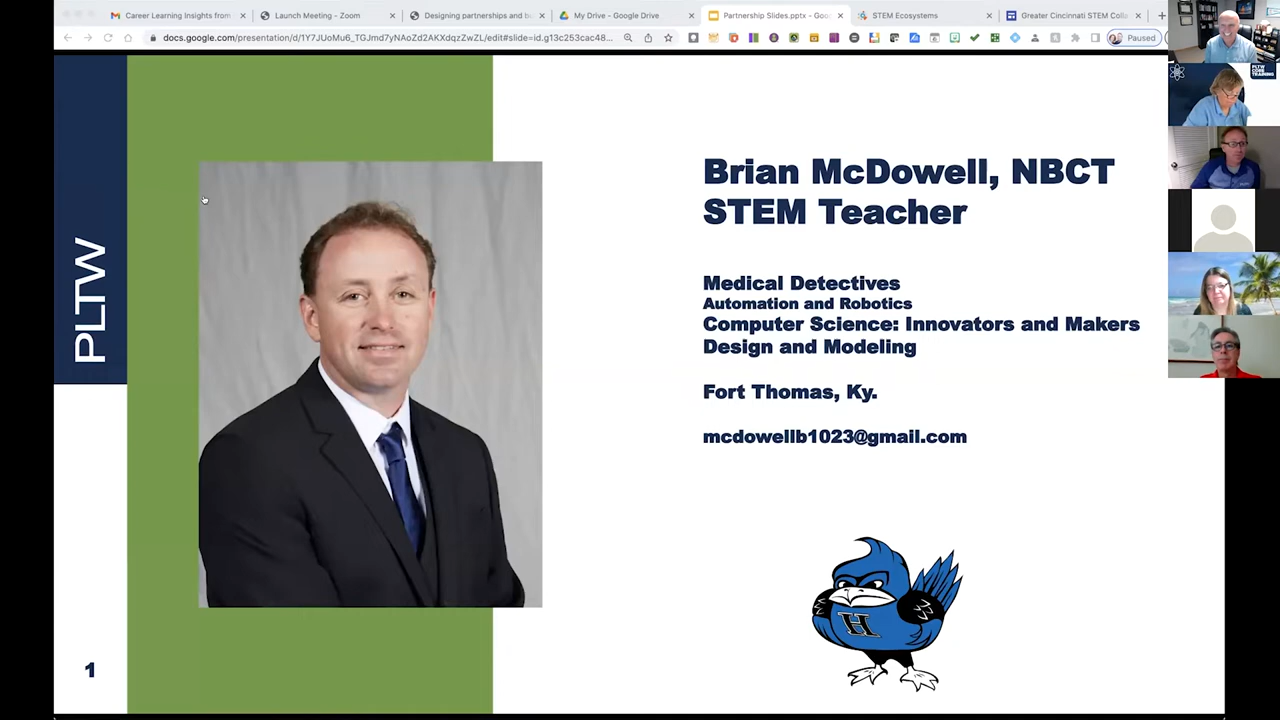 Career Learning Insights from
Launch Meeting - Zoom
Designing partnerships and b
My Drive - Google Drive
Partnership Slides.pptx - Goo
STEM Ecosystems
Greater Cincinnati STEM Colla
docs.google.com/presentation/d/1Y7JUoMu6_TGJmd7yNAoZd2AKXdqzZwZL/edit#slide=id.g13c253cac48...
Paused
PLTW
CORE
TRAINING
PLTW
Brian McDowell, NBCT
STEM Teacher
Medical Detectives
Automation and Robotics
Computer Science: Innovators and Makers
Design and Modeling
Fort Thomas, Ky.
mcdowellb1023@gmail.com
H
1